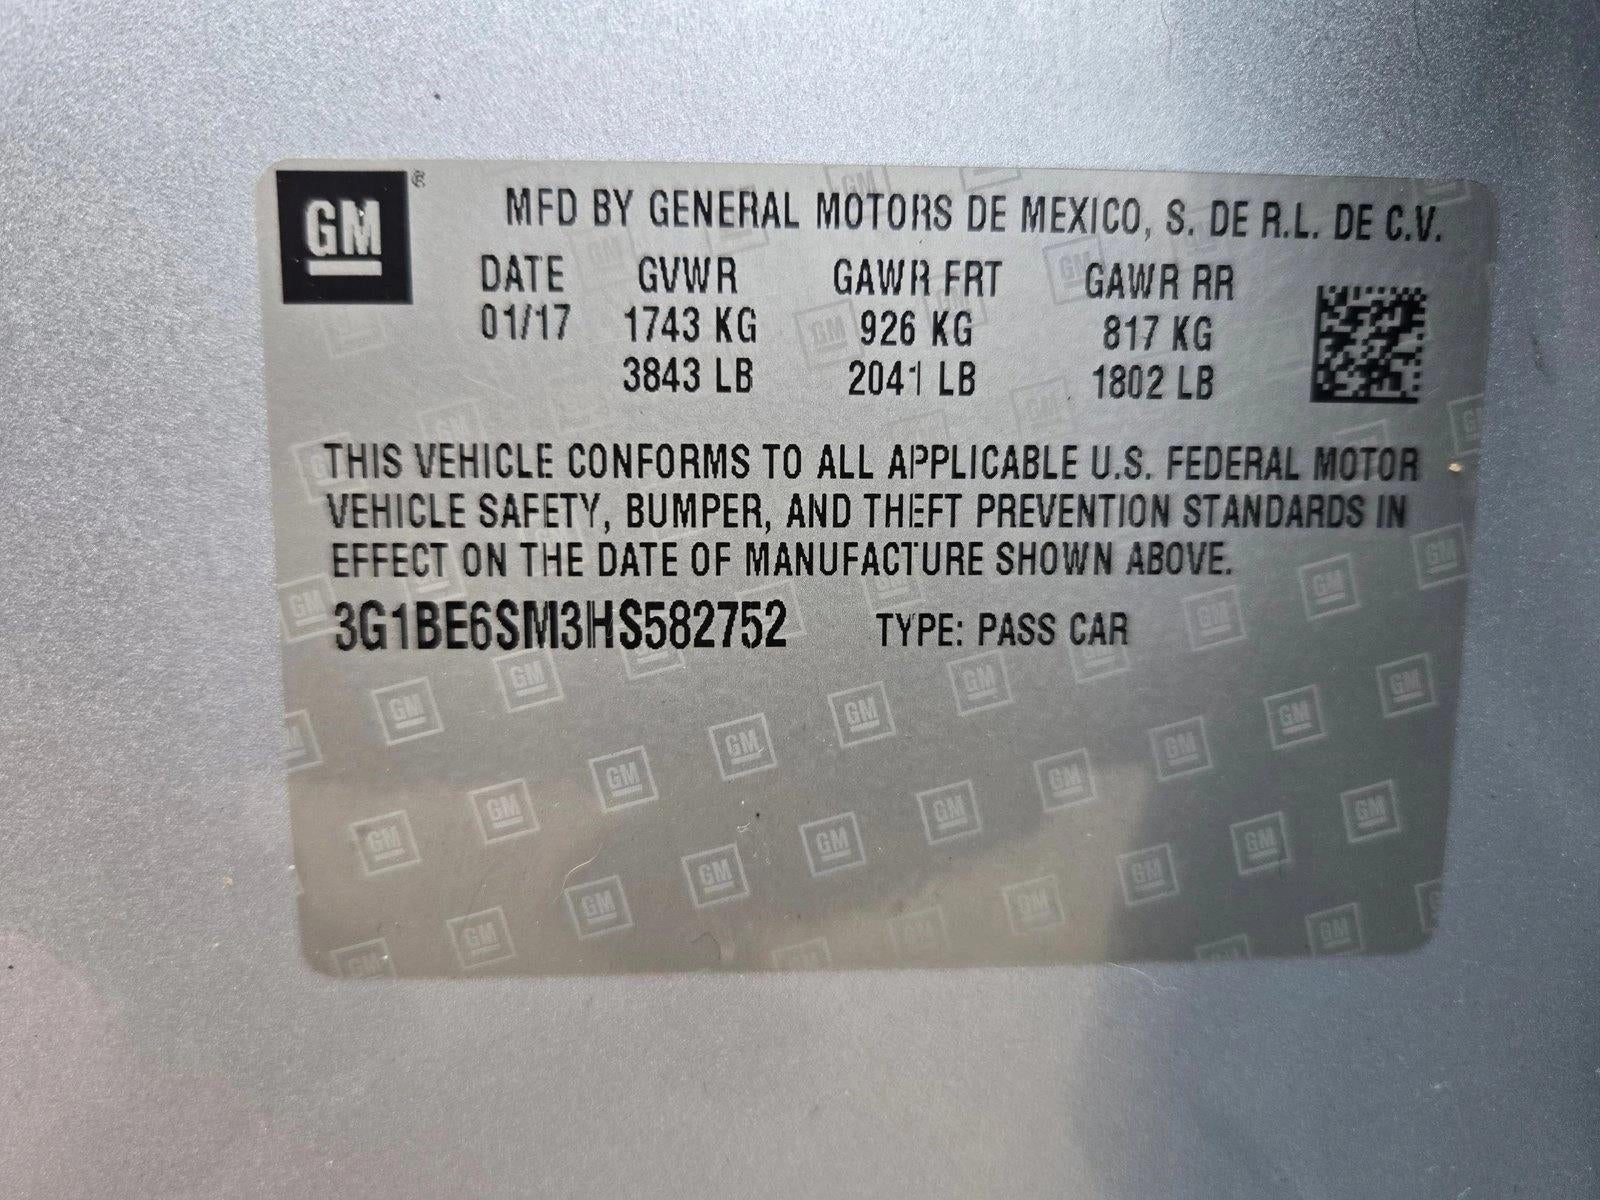 GM®
MFD BY GENERAL MOTORS DE MEXICO, S. DE R.L. DE C.V.
DATE GVWR GAWR FRT GAWR RR
01/17 1743 KG 926 KG 817 KG
3843 LB 2041 LB 1802 LB
THIS VEHICLE CONFORMS TO ALL APPLICABLE U.S. FEDERAL MOTOR
VEHICLE SAFETY, BUMPER, AND THEFT PREVENTION STANDARDS IN
EFFECT ON THE DATE OF MANUFACTURE SHOWN ABOVE.
3G1BE6SM3HS582752 TYPE: PASS CAR